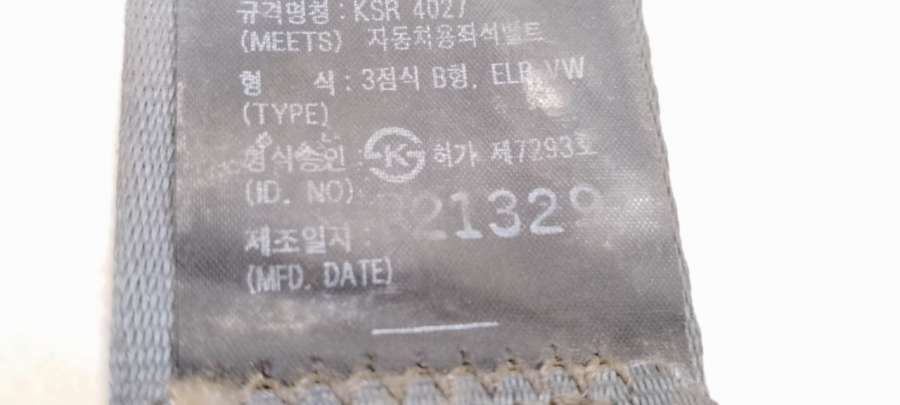 규격명칭 : KSR 4027
(MEETS) 자동차용좌석벨트
형 식 : 3점식 B형, ELR, VW
(TYPE)
형식승인 : K 허가 제7293호
(ID. NO)
21329
제조일자 :
(MFD. DATE)